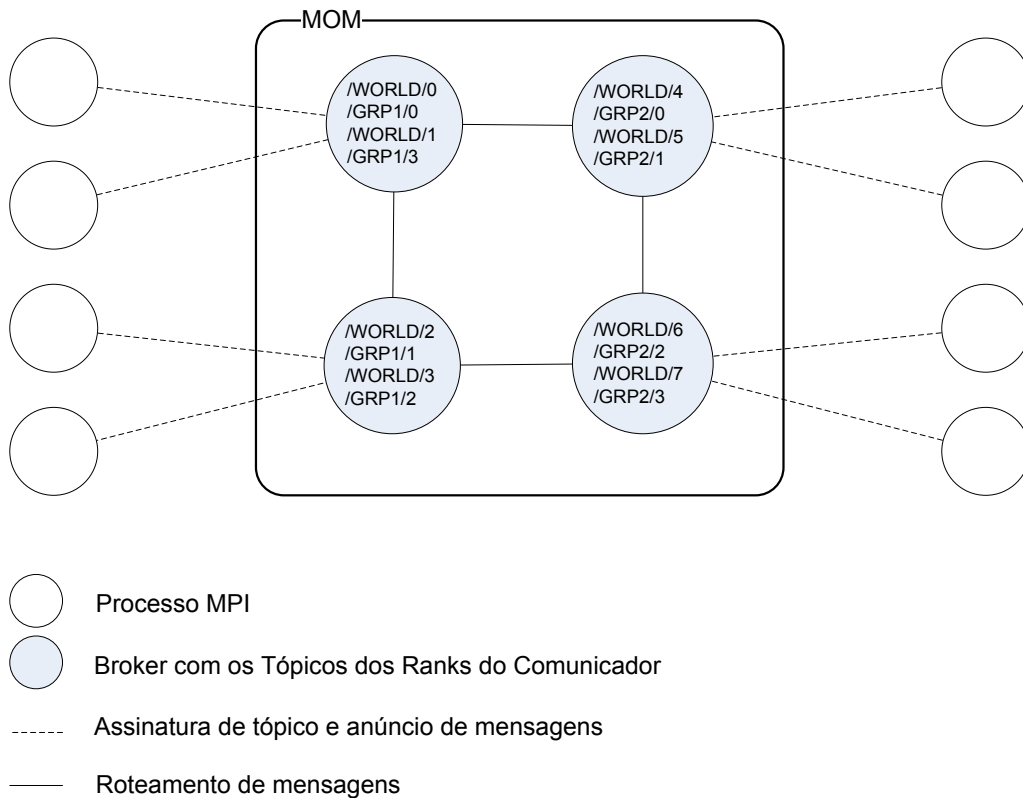 MOM
/WORLD/0
/GRP1/0
/WORLD/1
/GRP1/3
/WORLD/4
/GRP2/0
/WORLD/5
/GRP2/1
/WORLD/2
/GRP1/1
/WORLD/3
/GRP1/2
/WORLD/6
/GRP2/2
/WORLD/7
/GRP2/3
Processo MPI
Broker com os Tópicos dos Ranks do Comunicador
Assinatura de tópico e anúncio de mensagens
Roteamento de mensagens